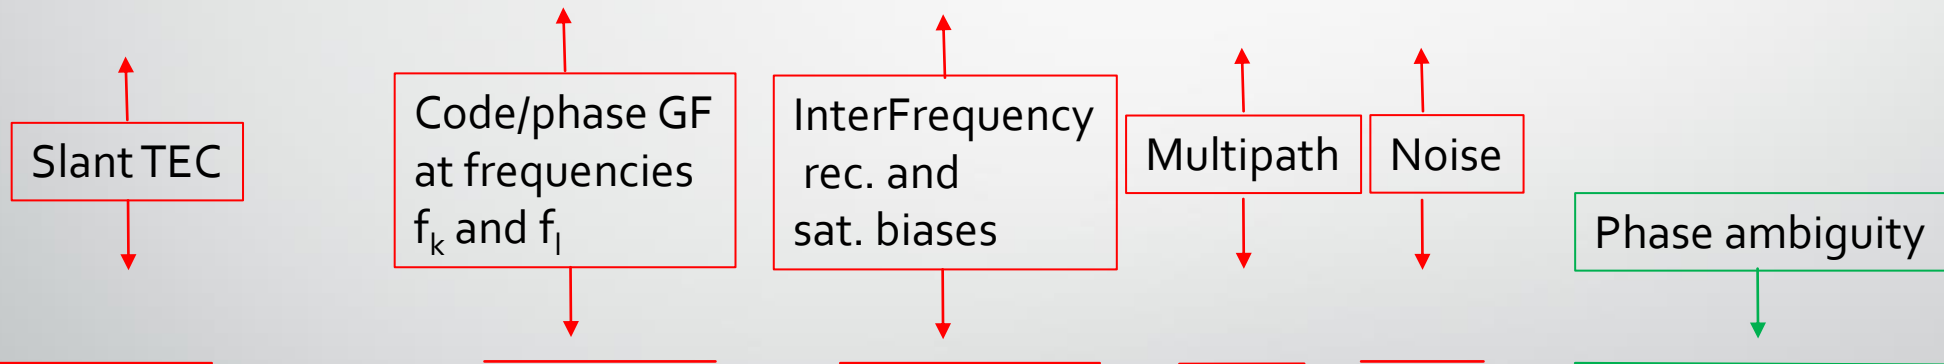 Slant TEC
Code/phase GF
at frequencies
fk and fl
InterFrequency
rec. and
sat. biases
Multipath
Noise
Phase ambiguity